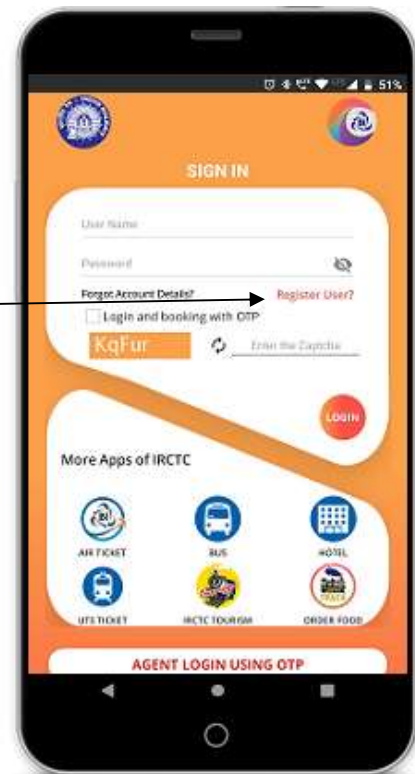 51%
SIGN IN
User Name
Password
Forgot Account Details? Register User?
Login and booking with OTP
KqFur Enter the Captcha
LOGIN
More Apps of IRCTC
AIR TICKET BUS HOTEL
UTS TICKET IRCTC TOURISM ORDER FOOD
AGENT LOGIN USING OTP